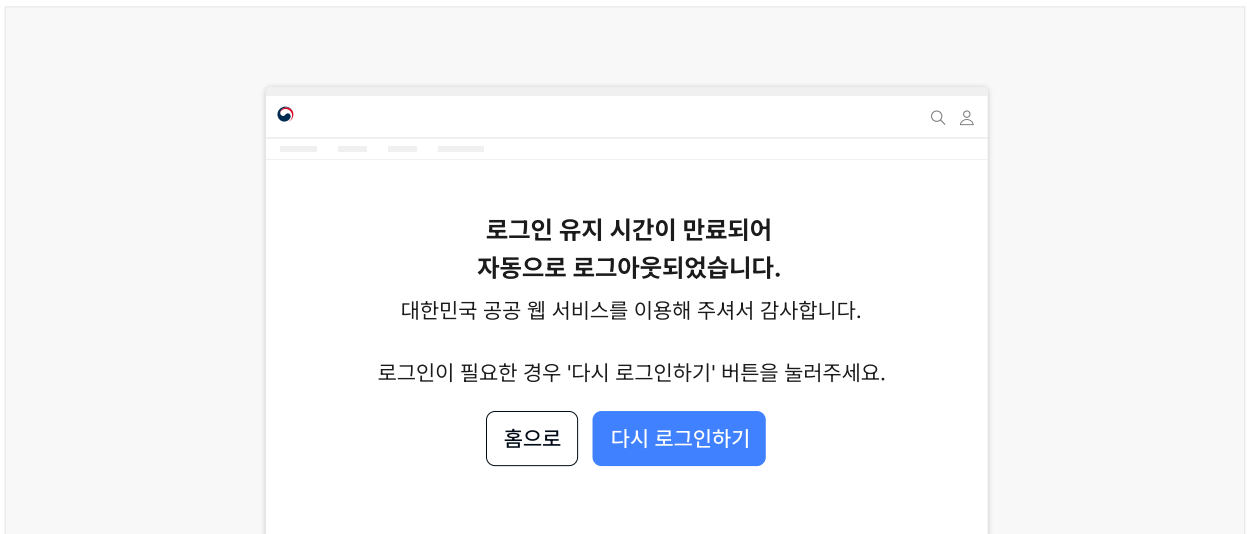 로그인 유지 시간이 만료되어
자동으로 로그아웃되었습니다.
대한민국 공공 웹 서비스를 이용해 주셔서 감사합니다.
로그인이 필요한 경우 '다시 로그인하기' 버튼을 눌러주세요.
홈으로
다시 로그인하기